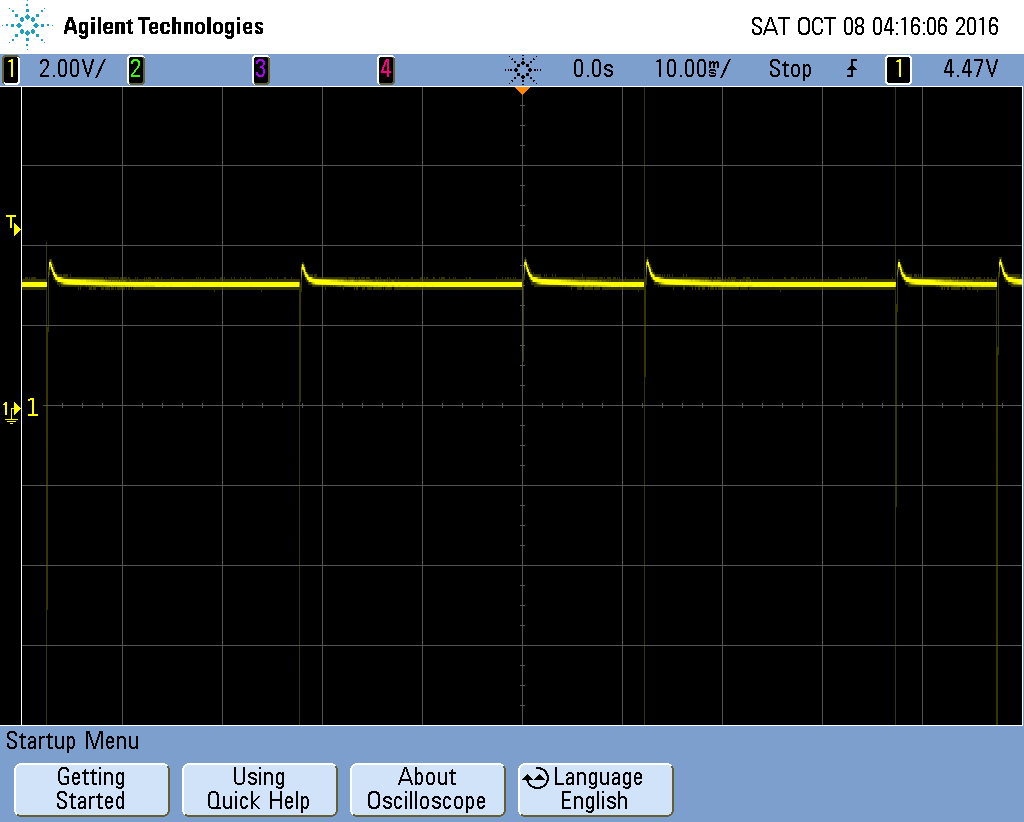 Agilent Technologies
SAT OCT 08 04:16:06 2016
1 2.00V/ 2 3 4 0.0s 10.00ms/ Stop 1 4.47V
T
1 1
Startup Menu
Getting
Started
Using
Quick Help
About
Oscilloscope
Language
English